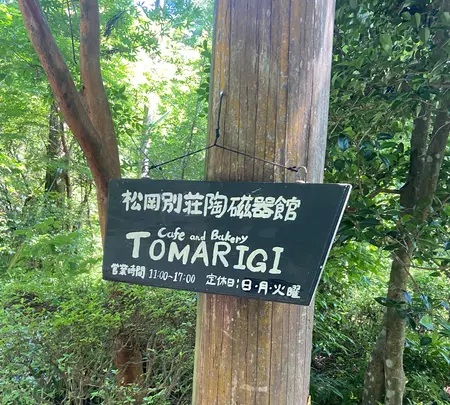 松岡別荘陶磁器館
Cafe and Bakery
TOMARIGI
営業時間 11:00~17:00 定休日:日・月・火曜